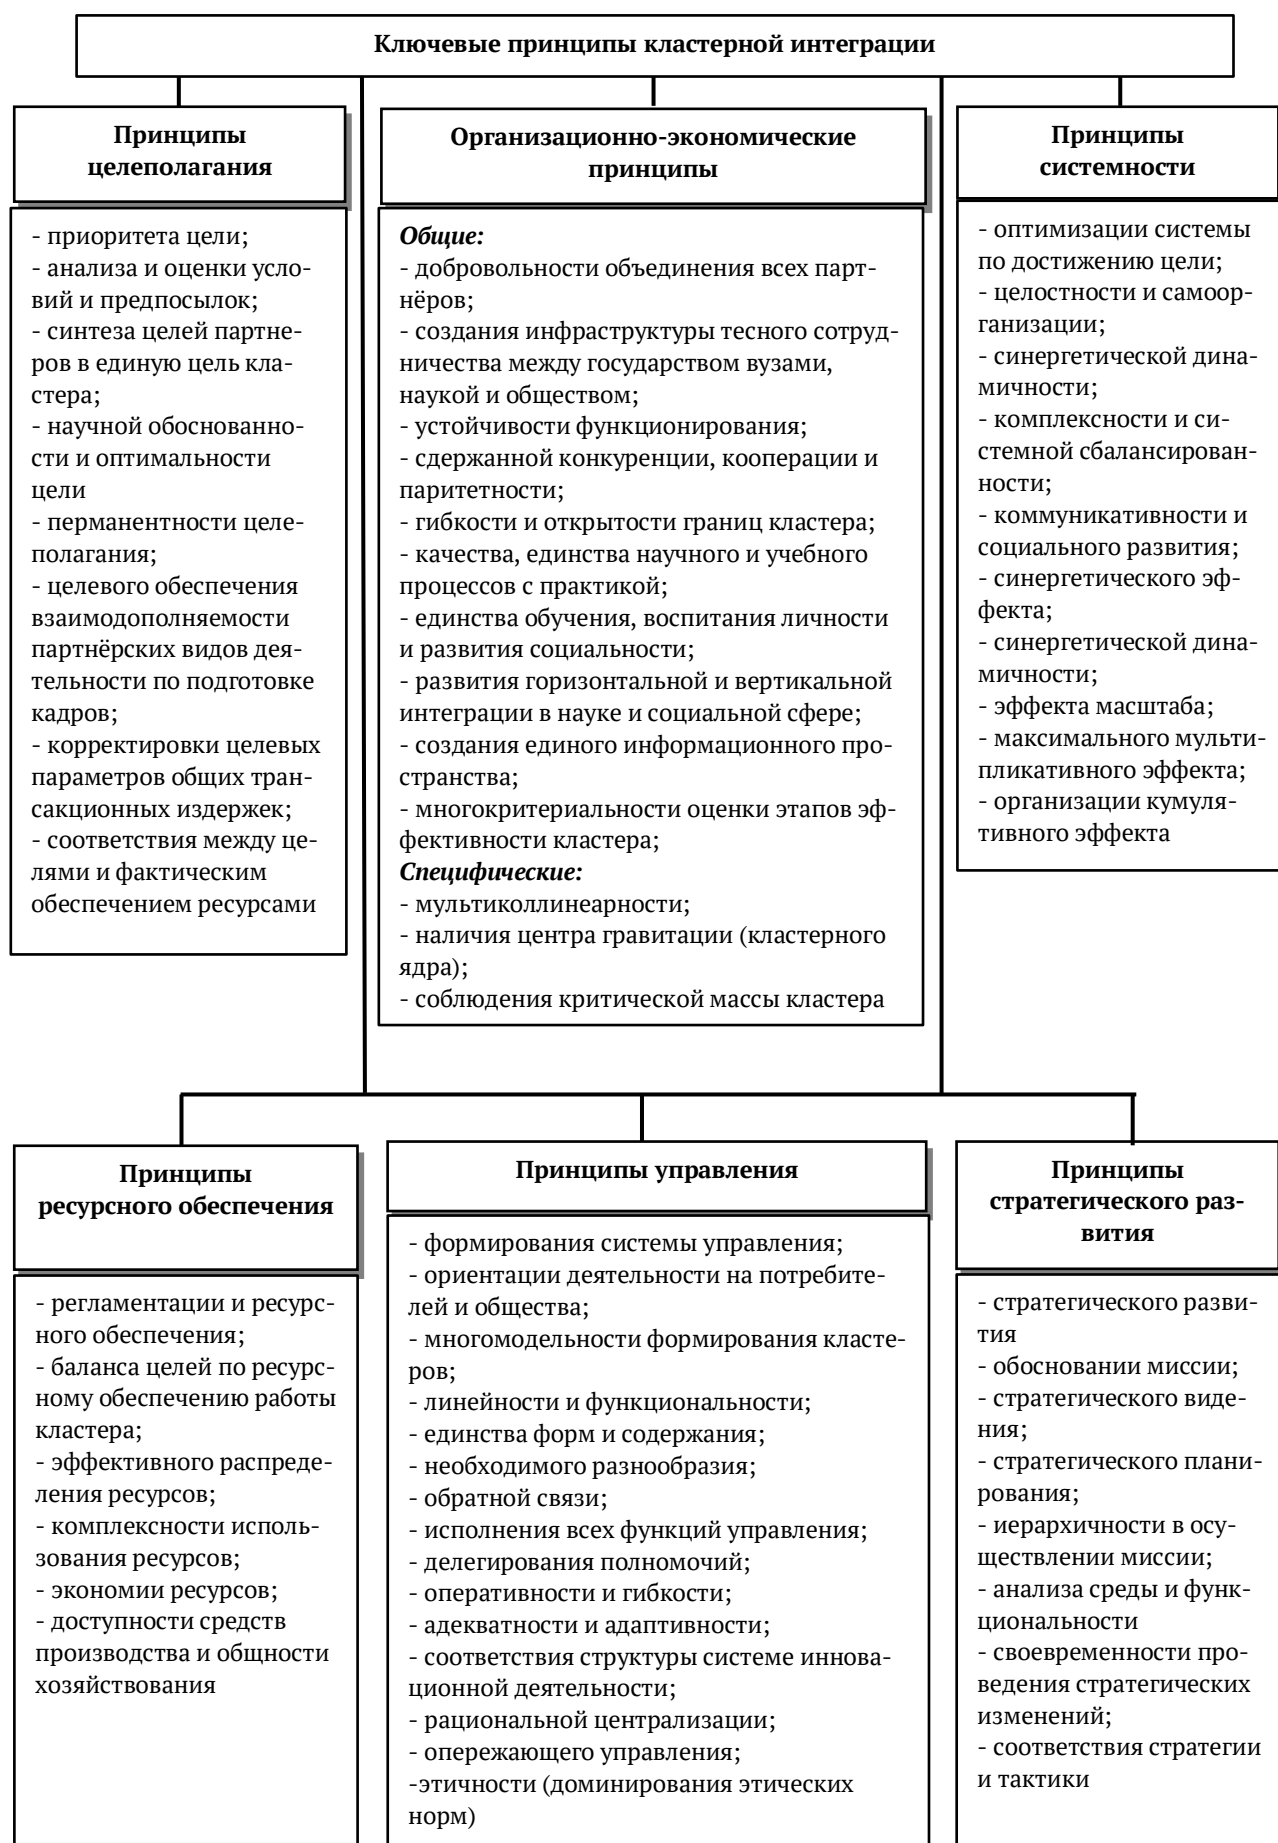 Ключевые принципы кластерной интеграции
Принципы
целеполагания
- приоритета цели;
- анализа и оценки усло-
вий и предпосылок;
- синтеза целей партне-
ров в единую цель кла-
стера;
- научной обоснованно-
сти и оптимальности
цели
- перманентности целе-
полагания;
- целевого обеспечения
взаимодополняемости
партнёрских видов дея-
тельности по подготовке
кадров;
- корректировки целевых
параметров общих тран-
сакционных издержек;
- соответствия между це-
лями и фактическим
обеспечением ресурсами
Организационно-экономические
принципы
Общие:
- добровольности объединения всех парт-
нёров;
- создания инфраструктуры тесного сотруд-
ничества между государством вузами,
наукой и обществом;
- устойчивости функционирования;
- сдержанной конкуренции, кооперации и
паритетности;
- гибкости и открытости границ кластера;
- качества, единства научного и учебного
процессов с практикой;
- единства обучения, воспитания личности
и развития социальности;
- развития горизонтальной и вертикальной
интеграции в науке и социальной сфере;
- создания единого информационного про-
странства;
- многокритериальности оценки этапов эф-
фективности кластера;
Специфические:
- мультиколлинеарности;
- наличия центра гравитации (кластерного
ядра);
- соблюдения критической массы кластера
Принципы
системности
- оптимизации системы
по достижению цели;
- целостности и самоор-
ганизации;
- синергетической дина-
мичности;
- комплексности и си-
стемной сбалансирован-
ности;
- коммуникативности и
социального развития;
- синергетического эф-
фекта;
- синергетической дина-
мичности;
- эффекта масштаба;
- максимального мульти-
пликативного эффекта;
- организации кумуля-
тивного эффекта
Принципы
ресурсного обеспечения
- регламентации и ресурс-
ного обеспечения;
- баланса целей по ресурс-
ному обеспечению работы
кластера;
- эффективного распреде-
ления ресурсов;
- комплексности исполь-
зования ресурсов;
- экономии ресурсов;
- доступности средств
производства и общности
хозяйствования
Принципы управления
- формирования системы управления;
- ориентации деятельности на потребите-
лей и общества;
- многомодельности формирования класте-
ров;
- линейности и функциональности;
- единства форм и содержания;
- необходимого разнообразия;
- обратной связи;
- исполнения всех функций управления;
- делегирования полномочий;
- оперативности и гибкости;
- адекватности и адаптивности;
- соответствия структуры системе иннова-
ционной деятельности;
- рациональной централизации;
- опережающего управления;
-этичности (доминирования этических
норм)
Принципы
стратегического раз-
вития
- стратегического разви-
тия
- обосновании миссии;
- стратегического виде-
ния;
- стратегического плани-
рования;
- иерархичности в осу-
ществлении миссии;
- анализа среды и функ-
циональности
- своевременности про-
ведения стратегических
изменений;
- соответствия стратегии
и тактики